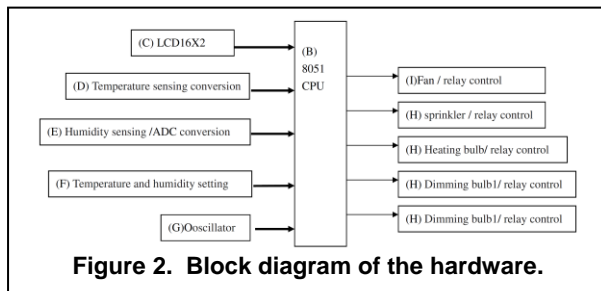 (C) LCD16X2
(D) Temperature sensing conversion
(E) Humidity sensing /ADC conversion
(F) Temperature and humidity setting
(G)Ooscillator
(B)
8051
CPU
(I)Fan / relay control
(H) sprinkler / relay control
(H) Heating bulb/ relay control
(H) Dimming bulb1/ relay control
(H) Dimming bulb1/ relay control
Figure 2. Block diagram of the hardware.